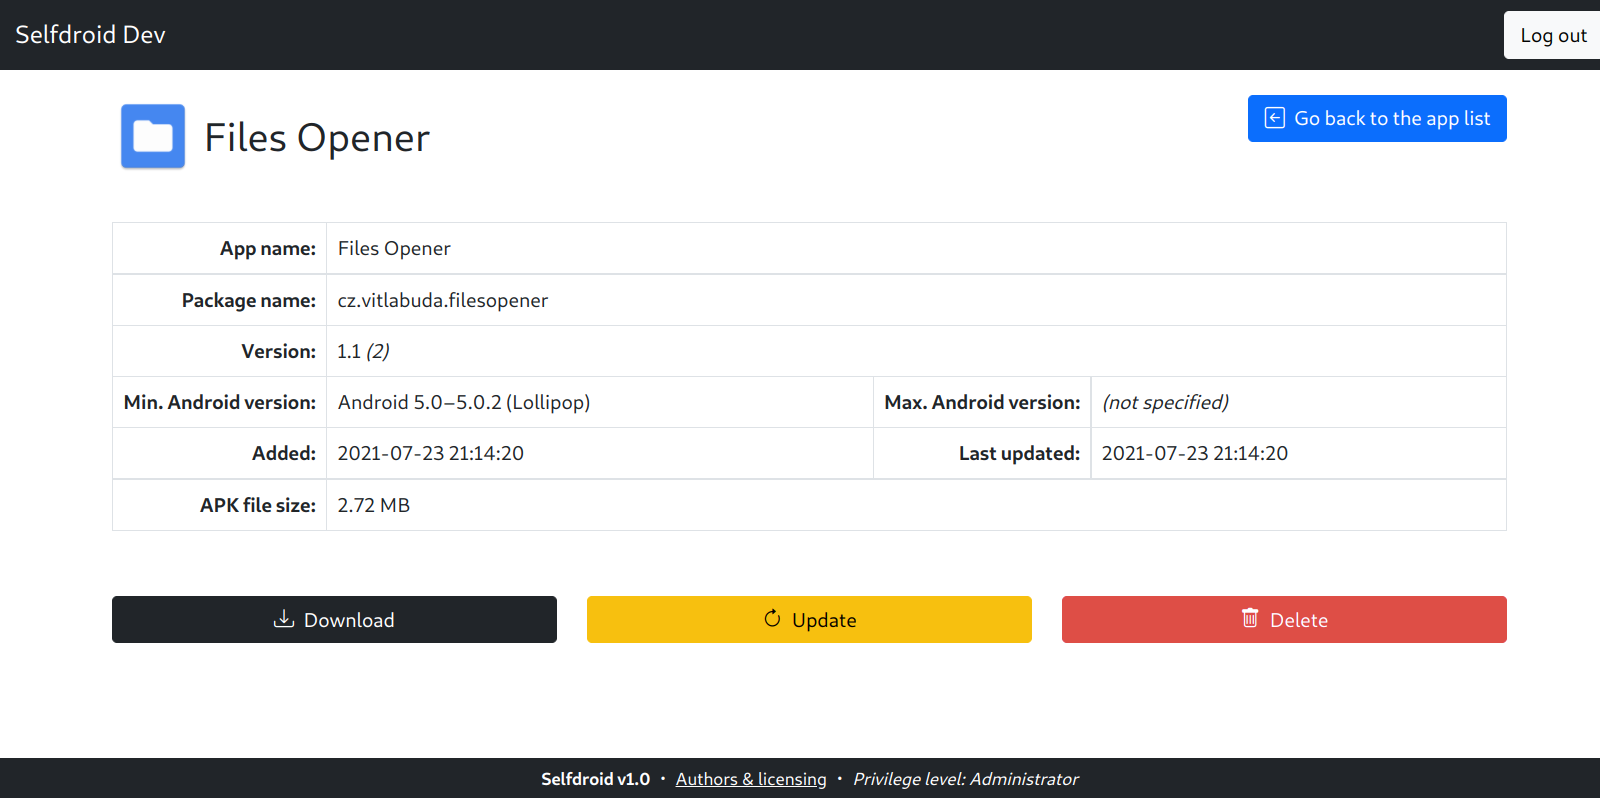 Selfdroid Dev
Log out
Files Opener
Go back to the app list
App name: Files Opener
Package name: cz.vitlabuda.filesopener
Version: 1.1 (2)
Min. Android version: Android 5.0–5.0.2 (Lollipop) Max. Android version: (not specified)
Added: 2021-07-23 21:14:20 Last updated: 2021-07-23 21:14:20
APK file size: 2.72 MB
Download
Update
Delete
Selfdroid v1.0 • Authors & licensing • Privilege level: Administrator